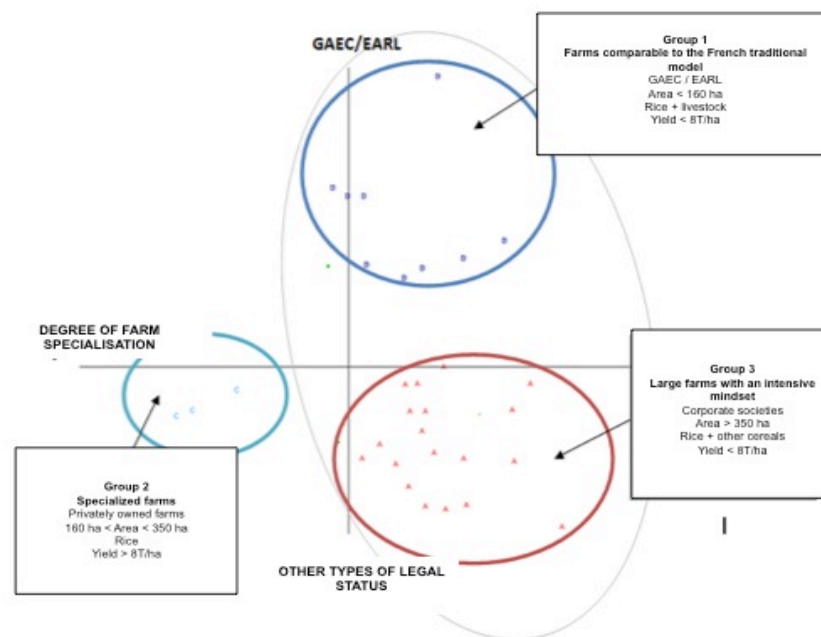 GAEC/EARL
Group 1
Farms comparable to the French traditional
model
GAEC / EARL
Area < 160 ha
Rice + livestock
Yield < 8T/ha
DEGREE OF FARM
SPECIALISATION
Group 3
Large farms with an intensive
mindset
Corporate societies
Area > 350 ha
Rice + other cereals
Yield < 8T/ha
Group 2
Specialized farms
Privately owned farms
160 ha < Area < 350 ha
Rice
Yield > 8T/ha
OTHER TYPES OF LEGAL
STATUS